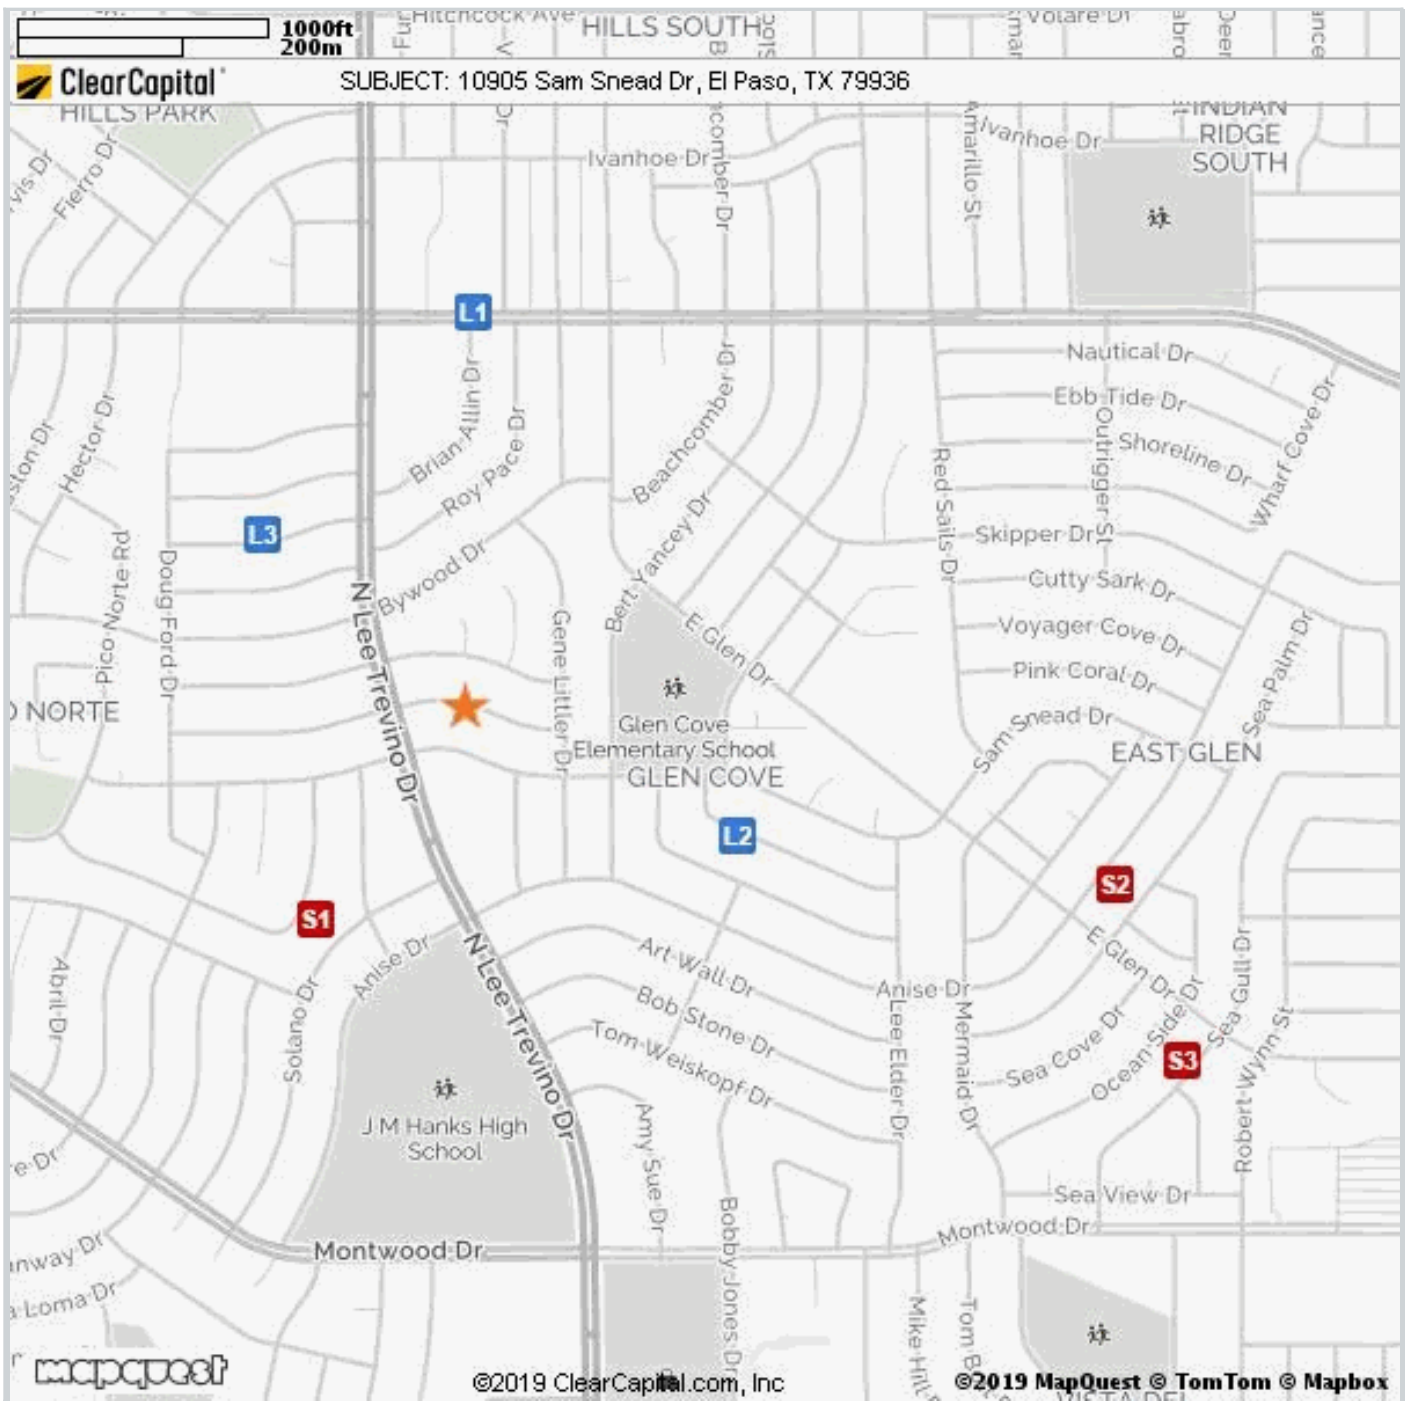 Hitchcock Ave
HILLS SOUTH
Volare Dr
1000ft
200m
ClearCapital
SUBJECT: 10905 Sam Snead Dr, El Paso, TX 79936
HILLS PARK
INDIAN
RIDGE
SOUTH
Ivanhoe Dr
Ivanhoe Dr
Amarillo St
Fierro Dr
L1
Nautical Dr
Ebb Tide Dr
Shoreline Dr
Outrigger St
Wharf Cove Dr
Brian Allin Dr
Roy Pace Dr
Beachcomber Dr
Hector Dr
Red Sails Dr
L3
Skipper Dr
Bywood Dr
Bert Yancey Dr
Cutty Sark Dr
Pico Norte Rd
Doug Ford Dr
N Lee Trevino Dr
Gene Littler Dr
E Glen Dr
Voyager Cove Dr
Pink Coral Dr
Sea Palm Dr
NORTE
Glen Cove
Elementary School
GLEN COVE
Sam Snead Dr
EAST GLEN
L2
S2
S1
Anise Dr
N Lee Trevino Dr
Art Wall Dr
Bob Stone Dr
Tom Weiskopf Dr
Anise Dr
E Glen Dr
Abril Dr
Solano Dr
Lee Elder Dr
Mermaid Dr
Sea Cove Dr
Ocean Side Dr
Sea Gull Dr
S3
Robert Wynn St
J M Hanks High
School
Amy Sue Dr
Sea View Dr
Montwood Dr
Montwood Dr
Bobby Jones Dr
Loma Dr
mapquest
©2019 ClearCapital.com, Inc
©2019 MapQuest © TomTom © Mapbox